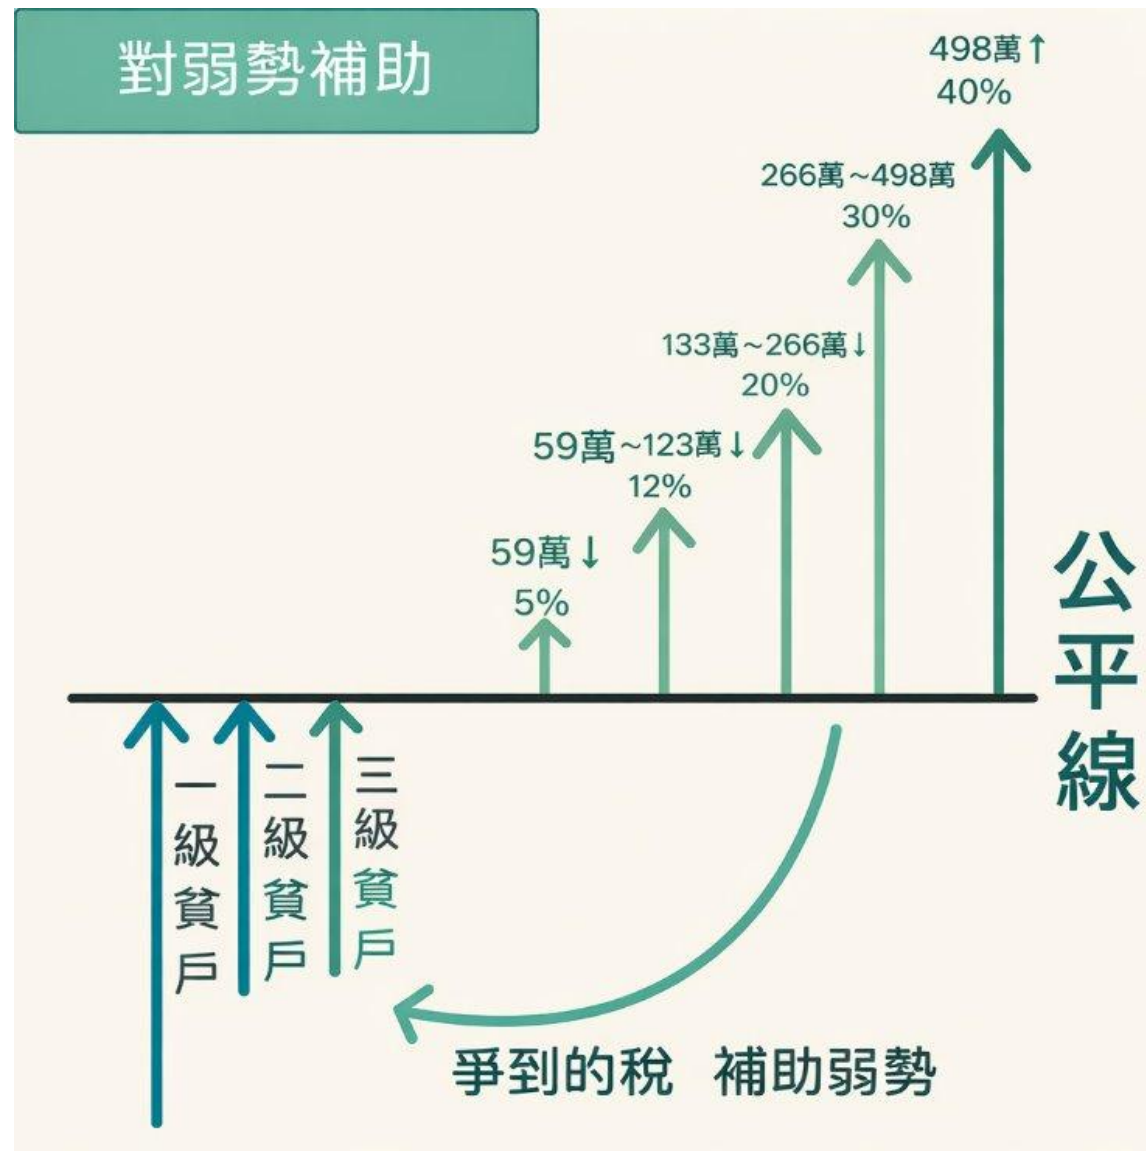 對弱勢補助
498萬↑
40%
266萬~498萬
30%
133萬~266萬↓
20%
59萬~123萬↓
12%
59萬↓
5%
公平線
一級貧戶
二級貧戶
三級貧戶
爭到的稅 補助弱勢